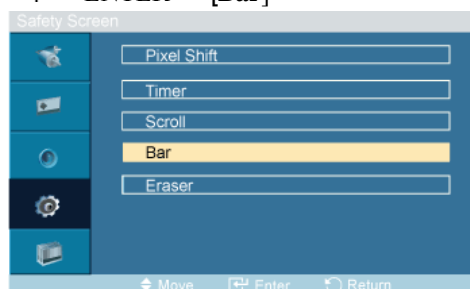 Safety Screen
Pixel Shift
Timer
Scroll
Bar
Eraser
Move Enter Return